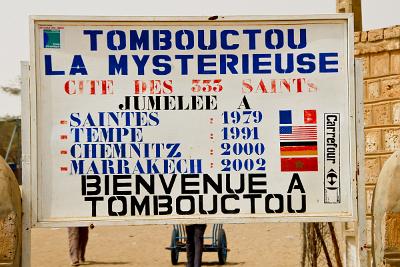 TOMBOUCTOU
LA MYSTERIEUSE
CITE DES 333 SAINTS
JUMELEE A
- SAINTES : 1979
- TEMPE : 1991
- CHEMNITZ : 2000
- MARRAKECH : 2002
Carrefour
BIENVENUE A
TOMBOUCTOU